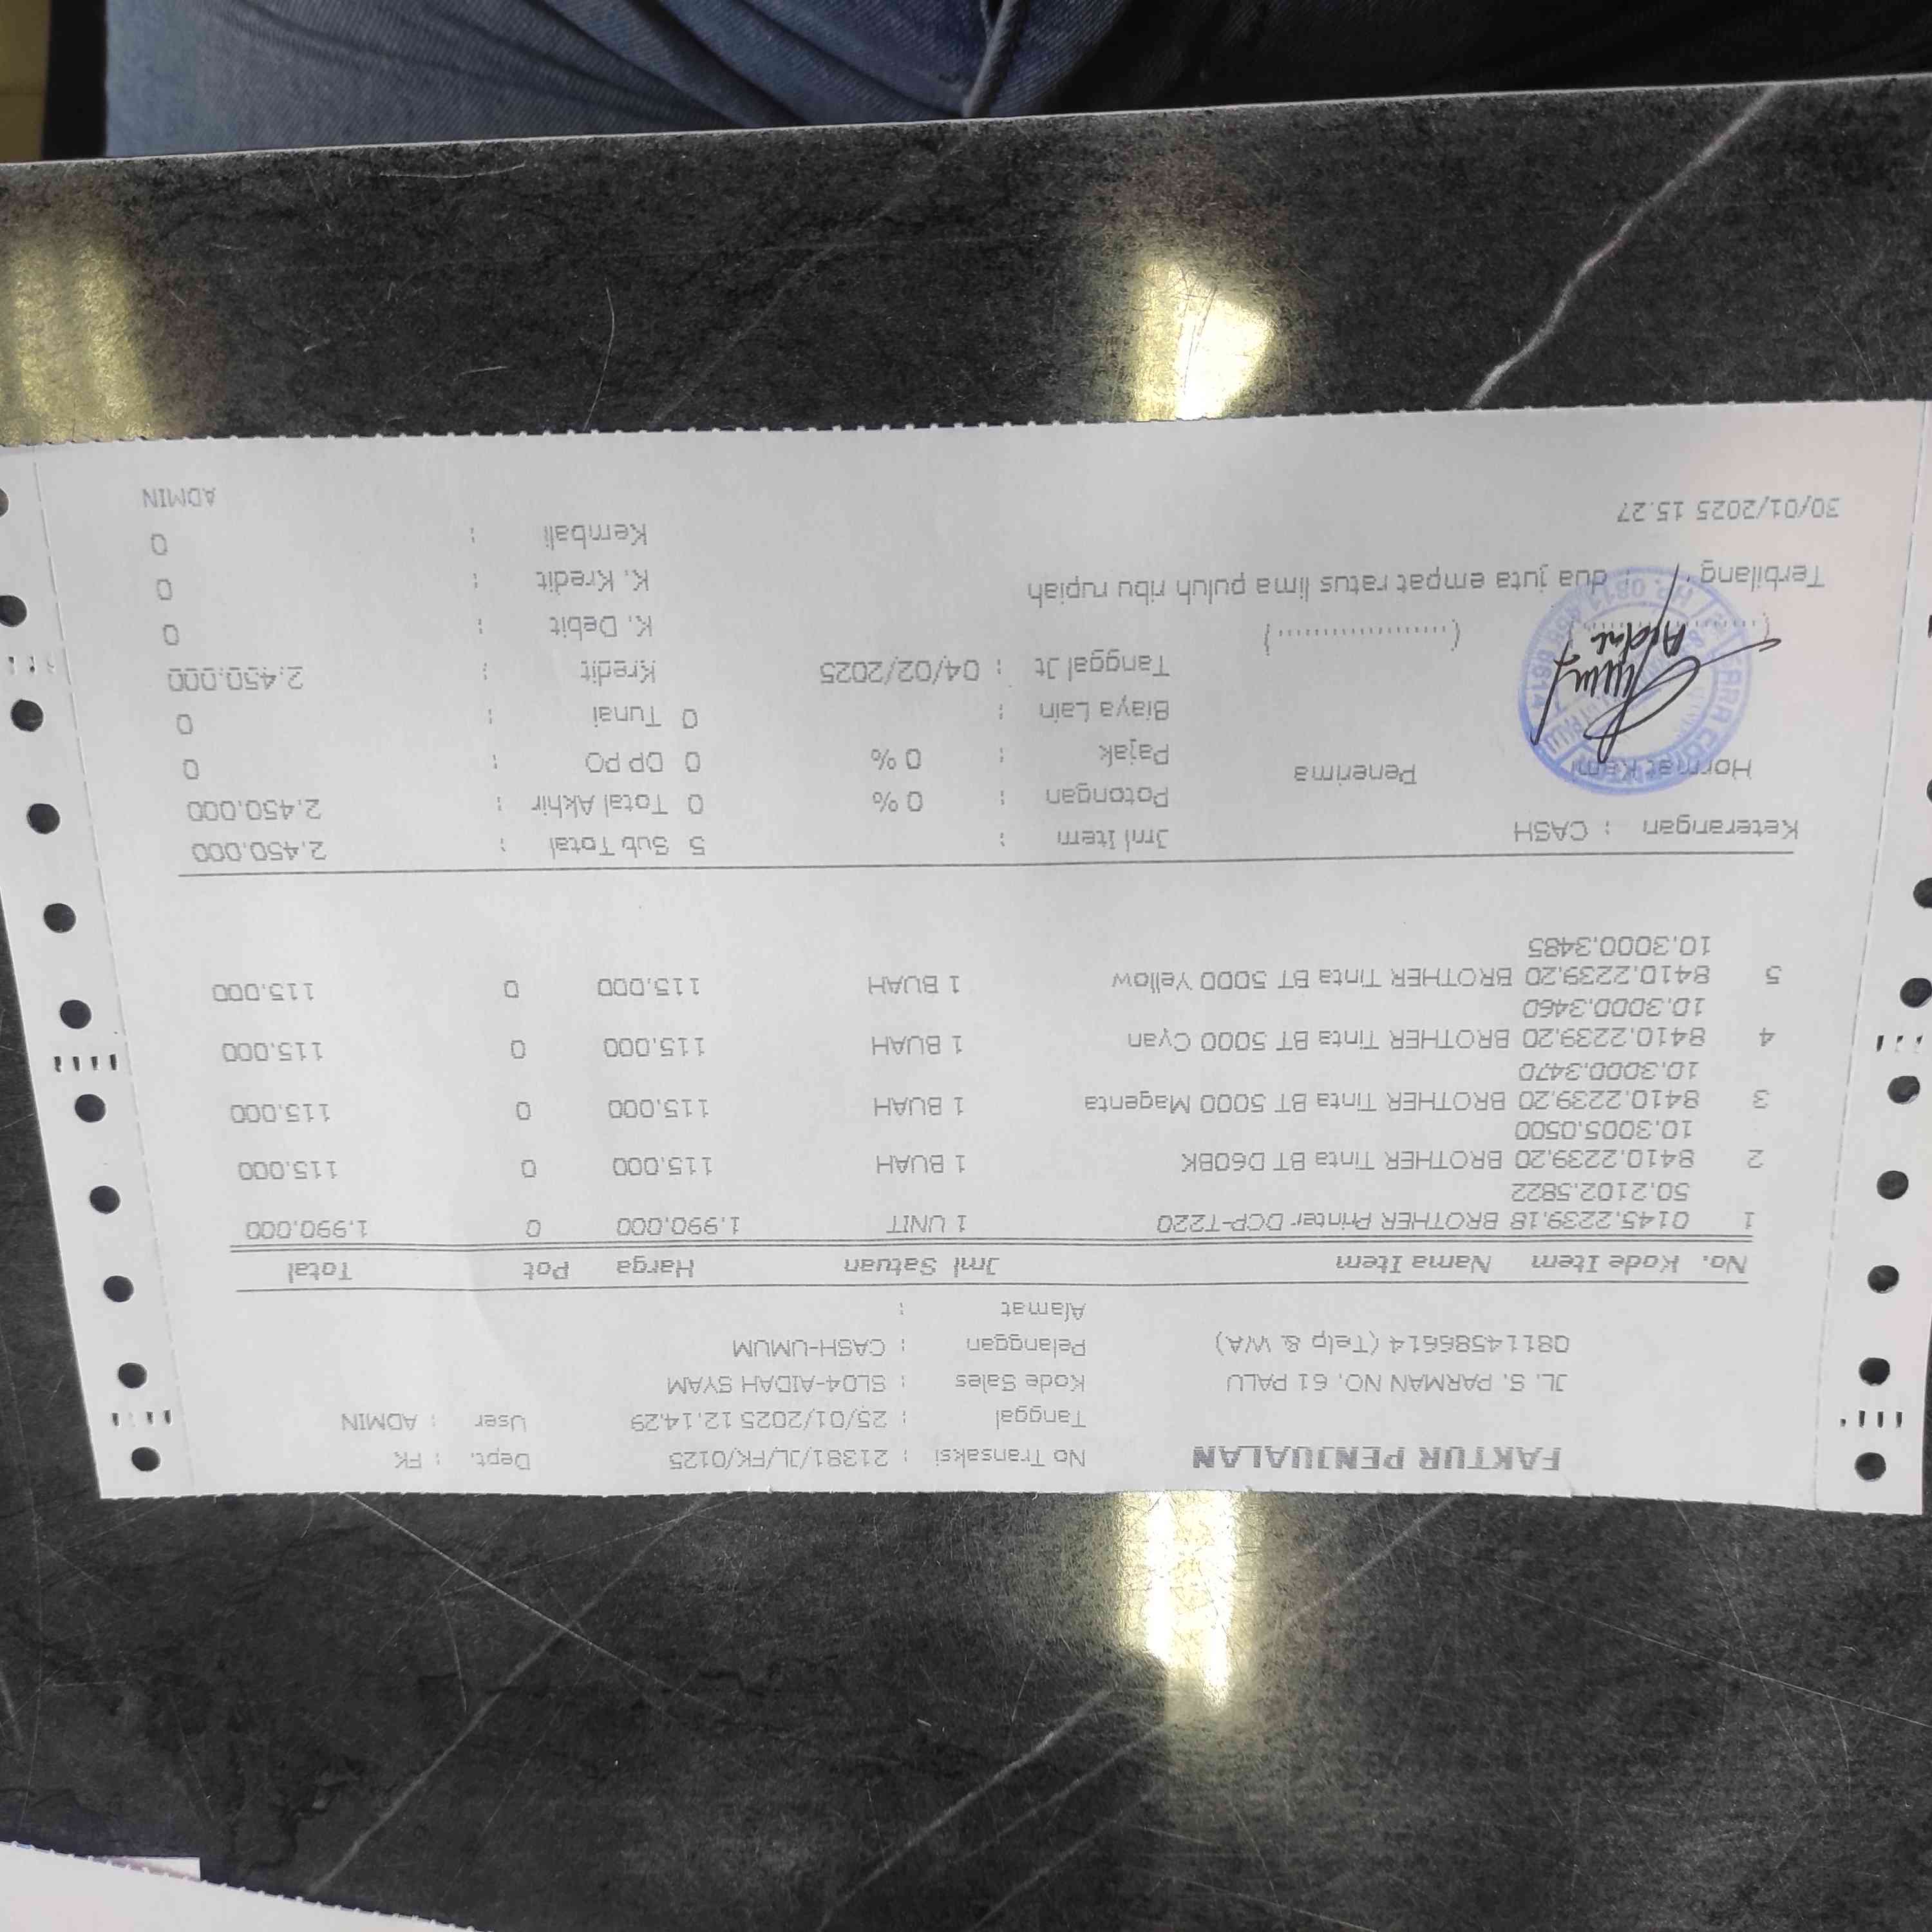 FAKTUR PENJUALAN
No Transaksi : 21381/JL/FK/0125 Dept. : FK
Tanggal : 25/01/2025 12.14.29 User : ADMIN
JL. S. PARMAN NO. 61 PALU Kode Sales : SL04-AIDAH SYAM
08114586614 (Telp & WA) Pelanggan : CASH-UMUM
Alamat :
No. Kode Item Nama Item Jml Satuan Harga Pot Total
1 0145.2239.18 BROTHER Printer DCP-T220 1 UNIT 1.990.000 0 1.990.000
50.2102.5822
2 8410.2239.20 BROTHER Tinta BT D60BK 1 BUAH 115.000 0 115.000
10.3005.0500
3 8410.2239.20 BROTHER Tinta BT 5000 Magenta 1 BUAH 115.000 0 115.000
10.3000.3470
4 8410.2239.20 BROTHER Tinta BT 5000 Cyan 1 BUAH 115.000 0 115.000
10.3000.3460
5 8410.2239.20 BROTHER Tinta BT 5000 Yellow 1 BUAH 115.000 0 115.000
10.3000.3485
Keterangan : CASH Jml Item : 5 Sub Total : 2.450.000
Potongan : 0 % 0 Total Akhir : 2.450.000
Hormat Kami Penerima Pajak : 0 % 0 DP PO : 0
Biaya Lain : 0 Tunai : 0
Tanggal Jt : 04/02/2025 Kredit : 2.450.000
(....................) K. Debit : 0
Terbilang : dua juta empat ratus lima puluh ribu rupiah K. Kredit : 0
Kembali : 0
30/01/2025 15.27 ADMIN